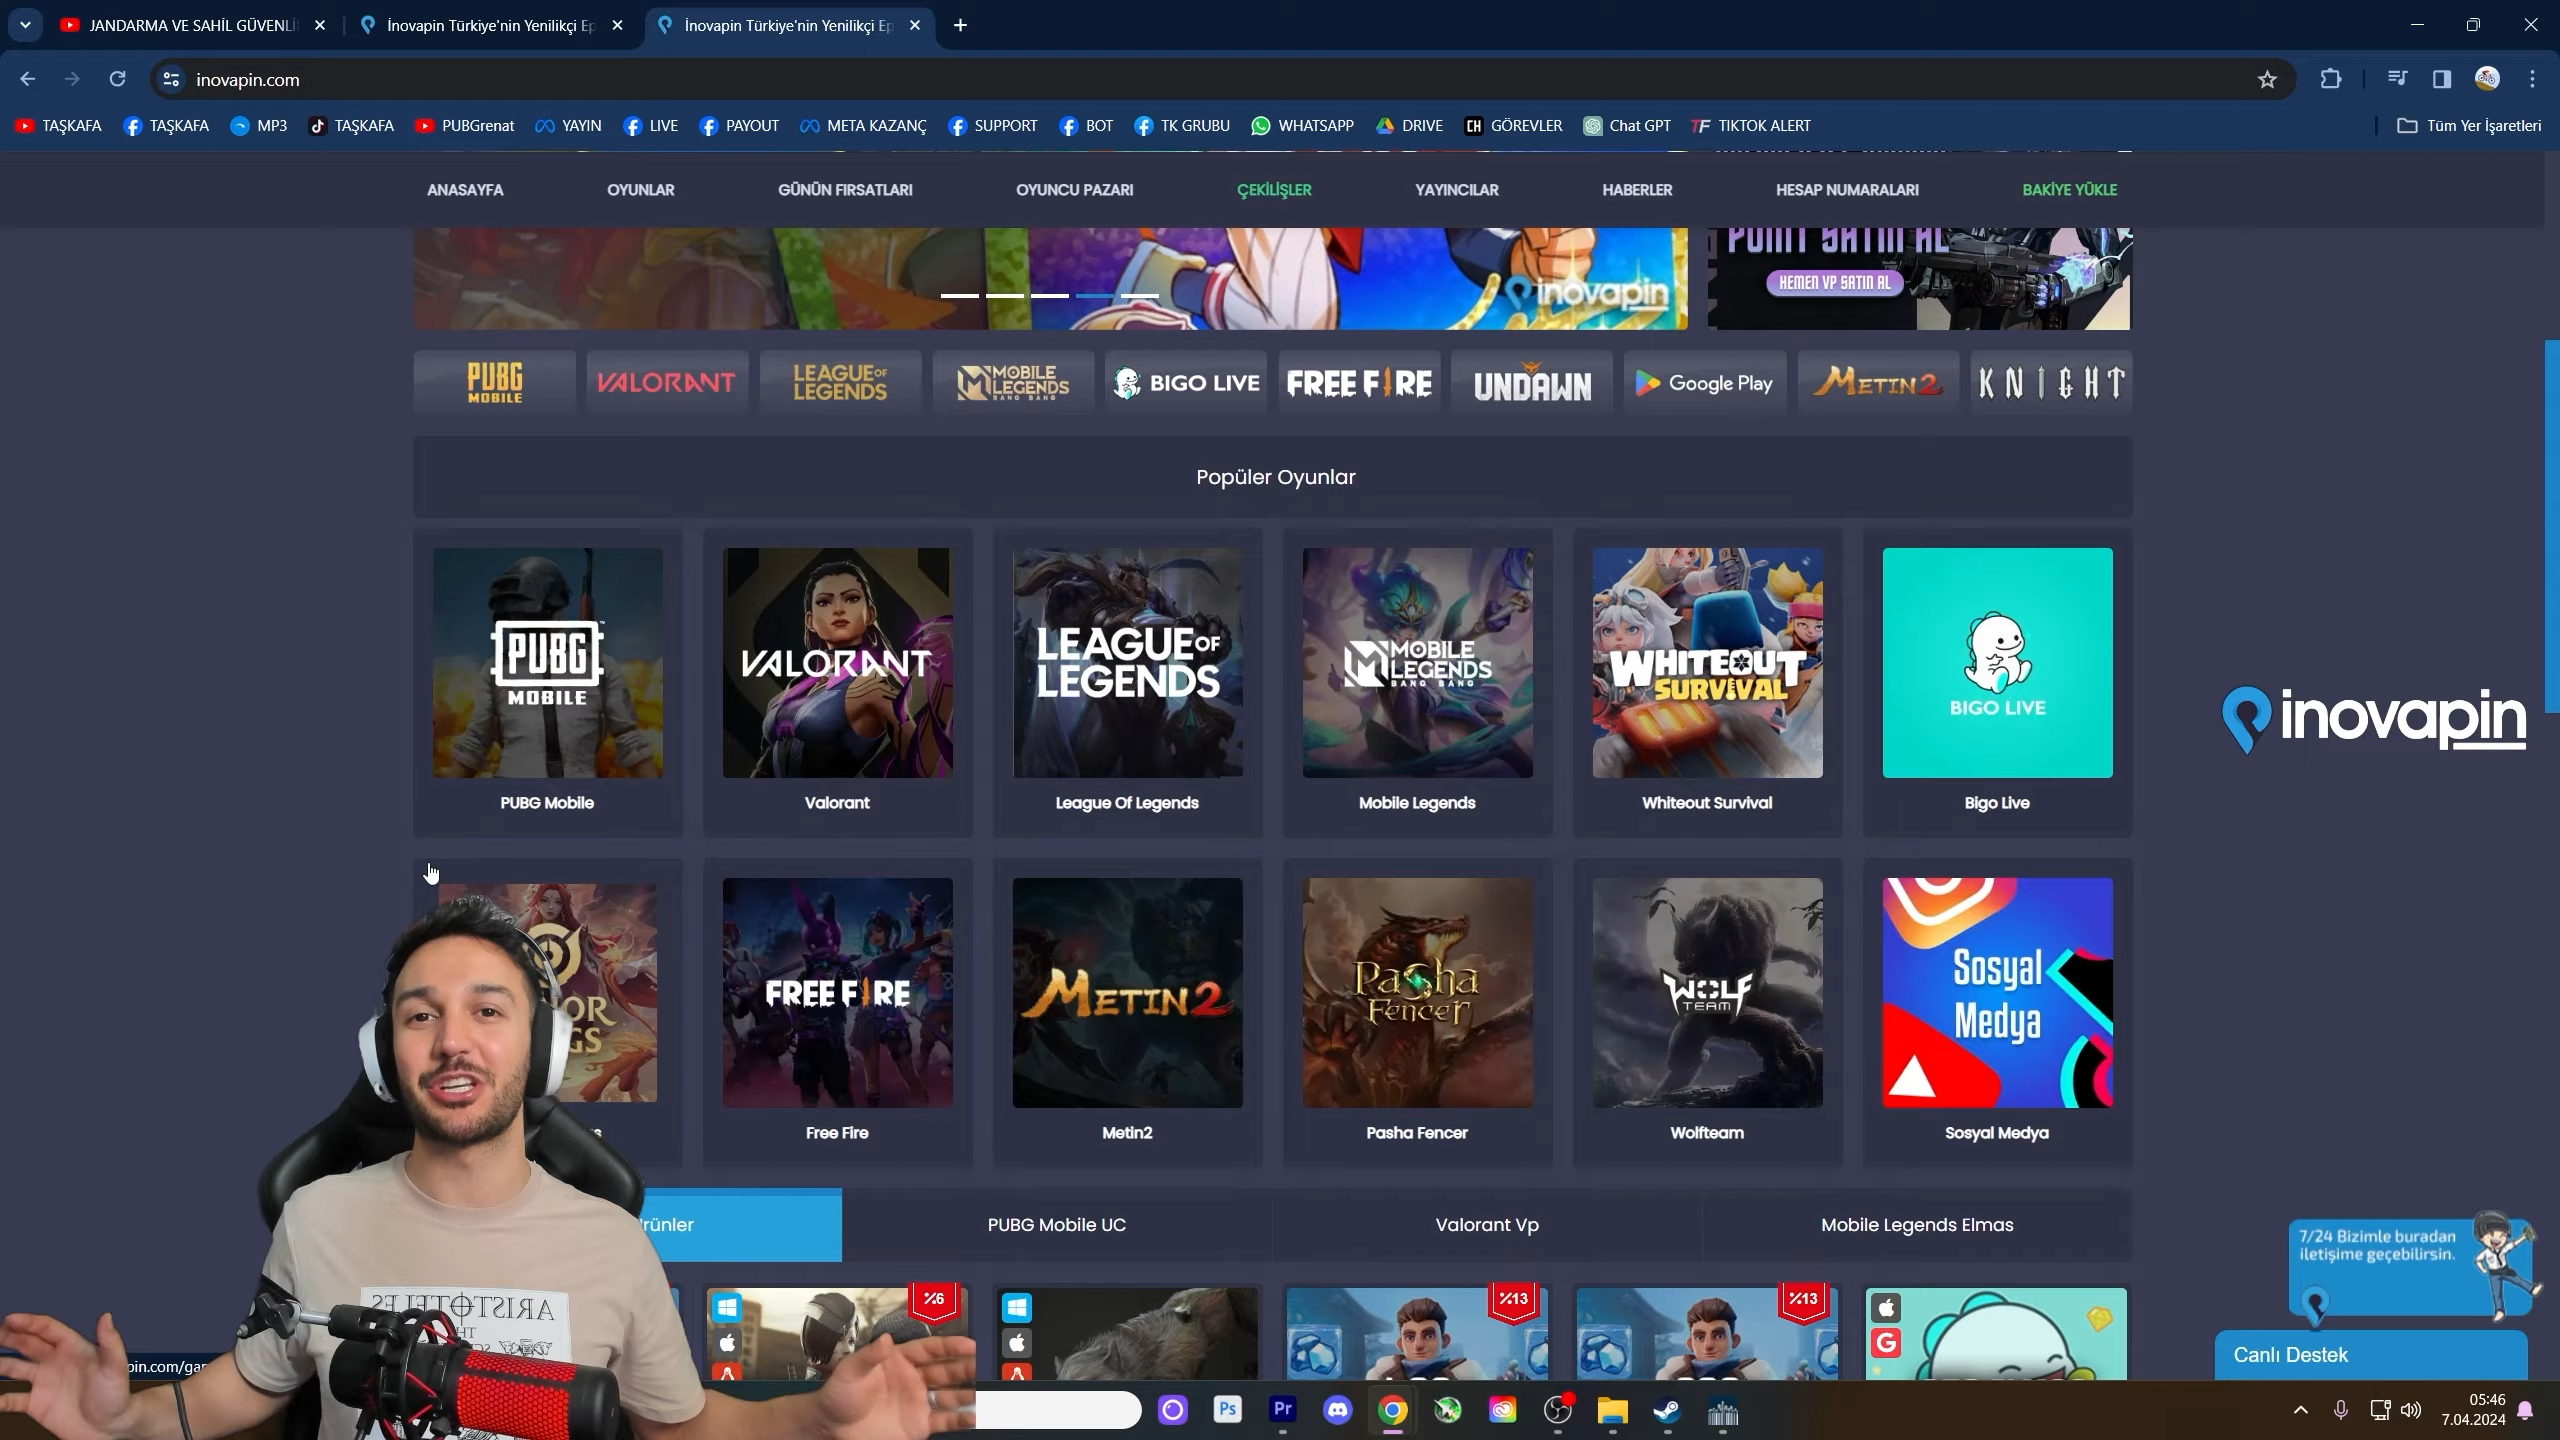 JANDARMA VE SAHİL GÜVENLİ
İnovapin Türkiye'nin Yenilikçi Ep
İnovapin Türkiye'nin Yenilikçi Ep
inovapin.com
TAŞKAFA
TAŞKAFA
MP3
TAŞKAFA
PUBGrenat
YAYIN
LIVE
PAYOUT
META KAZANÇ
SUPPORT
BOT
TK GRUBU
WHATSAPP
DRIVE
GÖREVLER
Chat GPT
TIKTOK ALERT
Tüm Yer İşaretleri
ANASAYFA
OYUNLAR
GÜNÜN FIRSATLARI
OYUNCU PAZARI
ÇEKİLİŞLER
YAYINCILAR
HABERLER
HESAP NUMARALARI
BAKİYE YÜKLE
inovapin
HEMEN VP SATIN AL
PUBG
MOBILE
VALORANT
LEAGUE OF
LEGENDS
MOBILE
LEGENDS
BANG BANG
BIGO LIVE
FREE FIRE
UNDAWN
Google Play
METIN2
KNIGHT
Popüler Oyunlar
PUBG
MOBILE
VALORANT
LEAGUE OF
LEGENDS
MOBILE
LEGENDS
BANG BANG
WHITEOUT
SURVIVAL
BIGO LIVE
inovapin
PUBG Mobile
Valorant
League Of Legends
Mobile Legends
Whiteout Survival
Bigo Live
FREE FIRE
METIN2
Pasha
Fencer
WOLF
TEAM
Sosyal
Medya
Free Fire
Metin2
Pasha Fencer
Wolfteam
Sosyal Medya
PUBG Mobile UC
Valorant Vp
Mobile Legends Elmas
7/24 Bizimle buradan
iletişime geçebilirsin.
%6
%13
%13
ARISTOTELES
Canlı Destek
Ps
Pr
05:46
7.04.2024